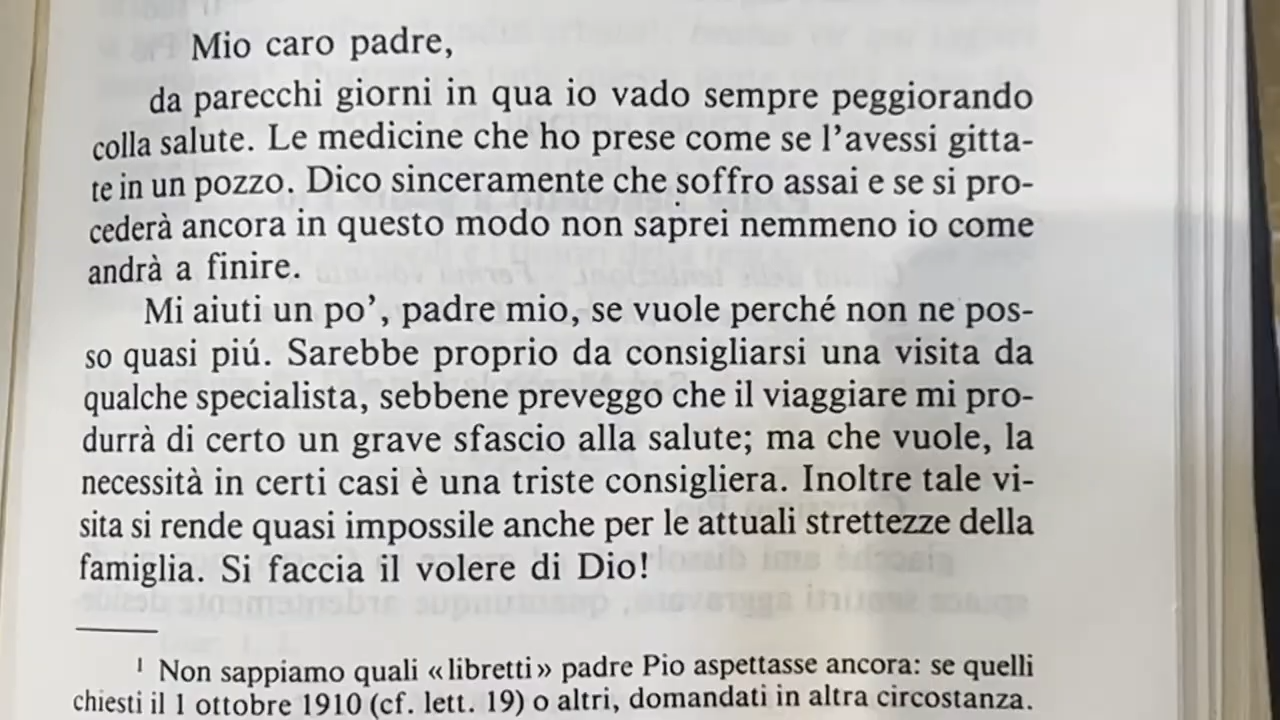 Mio caro padre,
da parecchi giorni in qua io vado sempre peggiorando
colla salute. Le medicine che ho prese come se l'avessi gitta-
te in un pozzo. Dico sinceramente che soffro assai e se si pro-
cederà ancora in questo modo non saprei nemmeno io come
andrà a finire.
Mi aiuti un po', padre mio, se vuole perché non ne pos-
so quasi piú. Sarebbe proprio da consigliarsi una visita da
qualche specialista, sebbene preveggo che il viaggiare mi pro-
durrà di certo un grave sfascio alla salute; ma che vuole, la
necessità in certi casi è una triste consigliera. Inoltre tale vi-
sita si rende quasi impossile anche per le attuali strettezze della
famiglia. Si faccia il volere di Dio!
1 Non sappiamo quali «libretti» padre Pio aspettasse ancora: se quelli
chiesti il 1 ottobre 1910 (cf. lett. 19) o altri, domandati in altra circostanza.